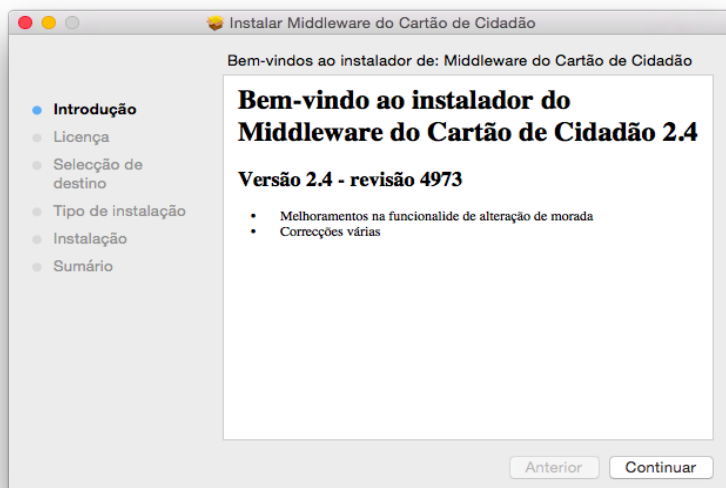 Instalar Middleware do Cartão de Cidadão
Bem-vindos ao instalador de: Middleware do Cartão de Cidadão
Introdução
Licença
Selecção de
destino
Tipo de instalação
Instalação
Sumário
Bem-vindo ao instalador do
Middleware do Cartão de Cidadão 2.4
Versão 2.4 - revisão 4973
• Melhoramentos na funcionalide de alteração de morada
• Correcções várias
Anterior
Continuar